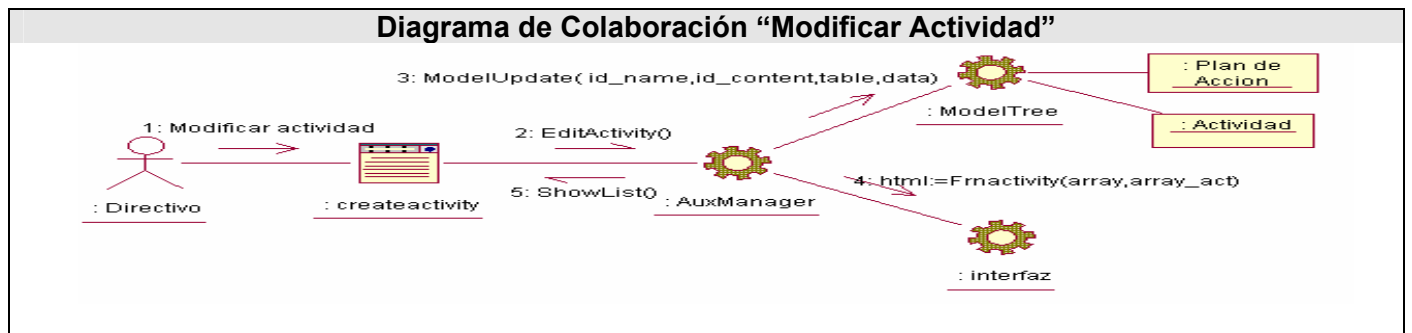 Diagrama de Colaboración “Modificar Actividad”
3: ModelUpdate( id_name,id_content,table,data)
: Plan de
Accion
: ModelTree
: Actividad
1: Modificar actividad
2: EditActivity()
4: html:=Frnactivity(array,array_act)
5: ShowList()
: Directivo
: createactivity
: AuxManager
: interfaz